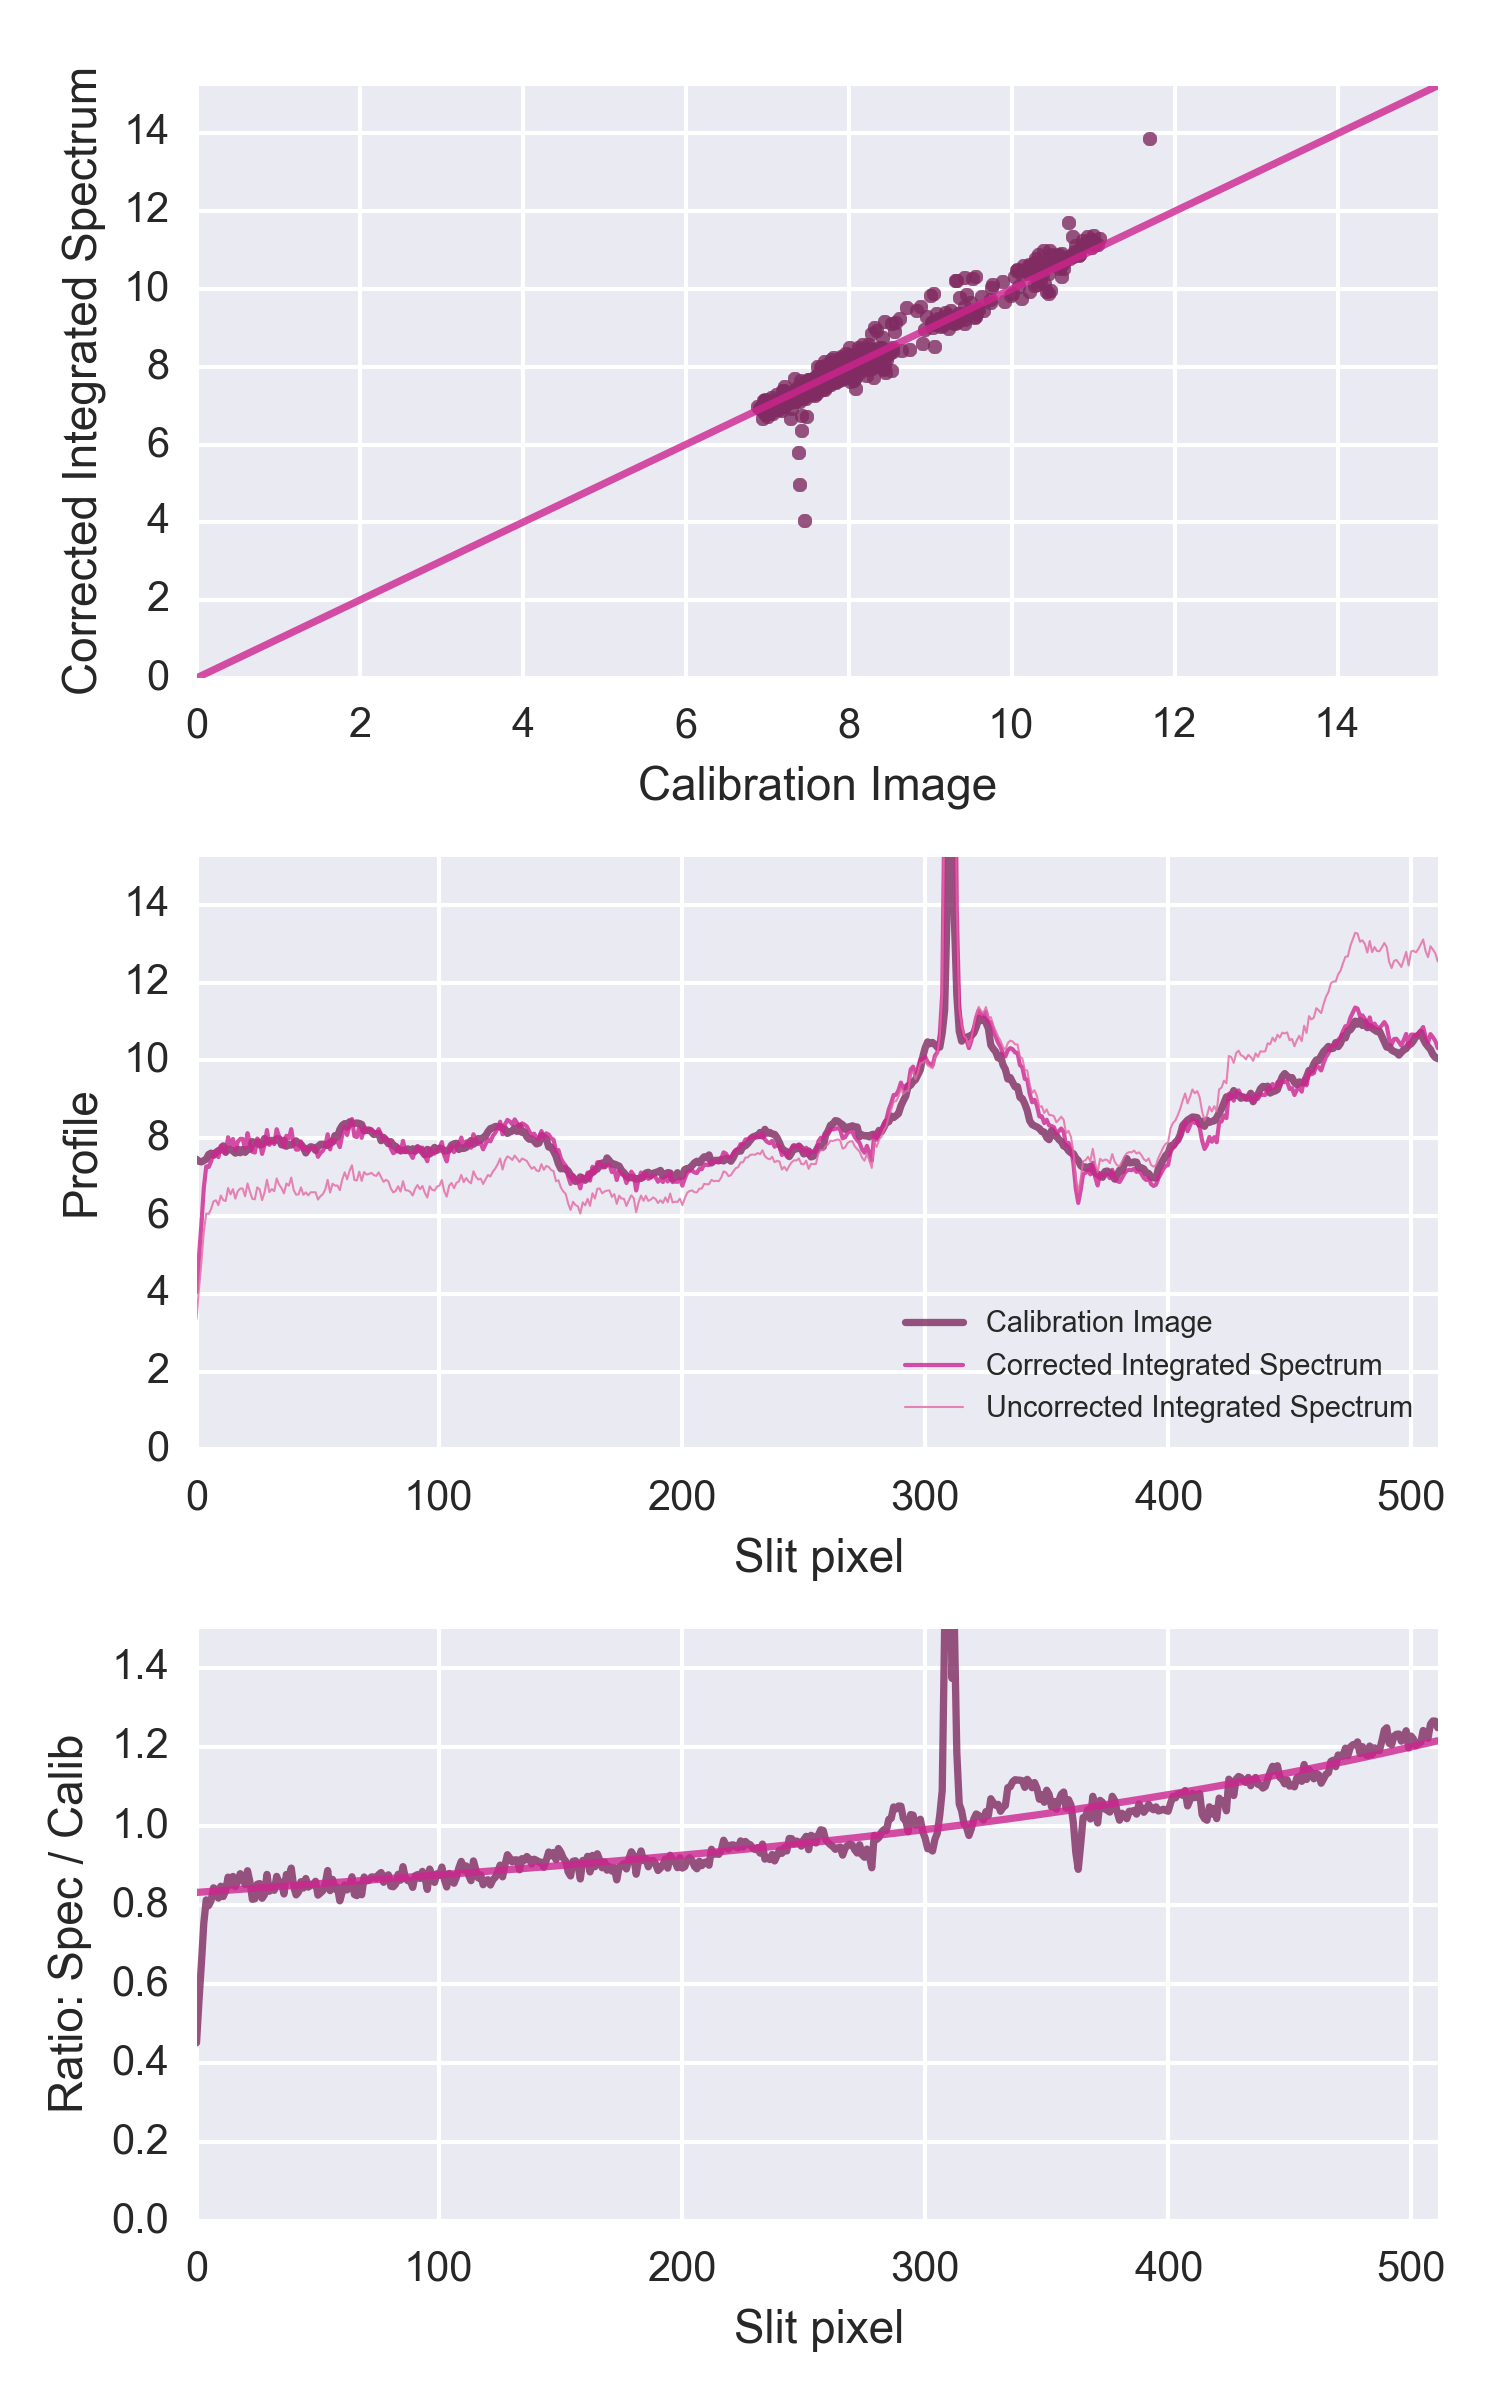 Corrected Integrated Spectrum
14
12
10
8
6
4
2
0
0 2 4 6 8 10 12 14
Calibration Image
Profile
14
12
10
8
6
4
2
0
Calibration Image
Corrected Integrated Spectrum
Uncorrected Integrated Spectrum
0 100 200 300 400 500
Slit pixel
Ratio: Spec / Calib
1.4
1.2
1.0
0.8
0.6
0.4
0.2
0.0
0 100 200 300 400 500
Slit pixel